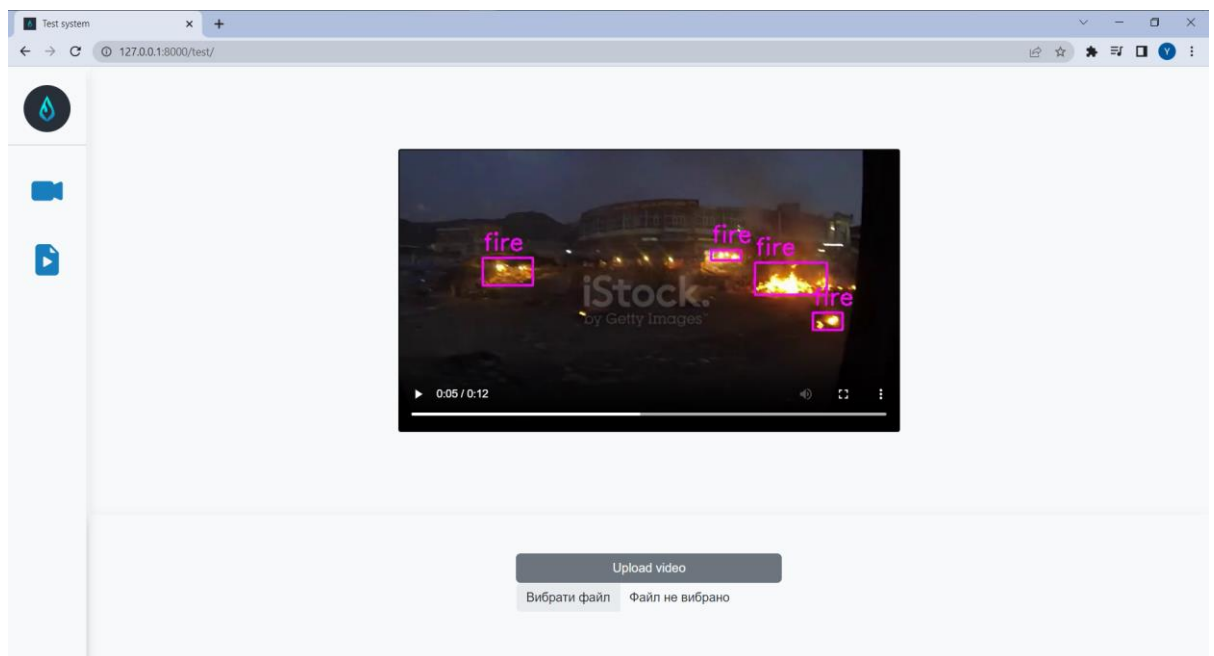 Test system
127.0.0.1:8000/test/
Y
fire
fire
fire
fire
iStock.
by Getty Images™
0:05 / 0:12
Upload video
Вибрати файл Файл не вибрано